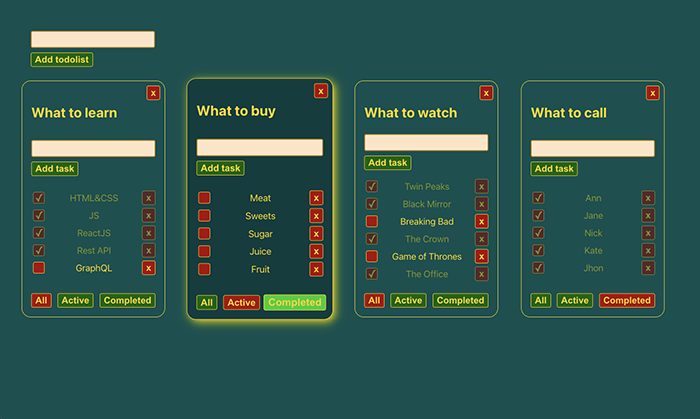 Add todolist
x
What to learn
Add task
HTML&CSS x
JS x
ReactJS x
Rest API x
GraphQL x
All Active Completed
x
What to buy
Add task
Meat x
Sweets x
Sugar x
Juice x
Fruit x
All Active Completed
x
What to watch
Add task
Twin Peaks x
Black Mirror x
Breaking Bad x
The Crown x
Game of Thrones x
The Office x
All Active Completed
x
What to call
Add task
Ann x
Jane x
Nick x
Kate x
Jhon x
All Active Completed